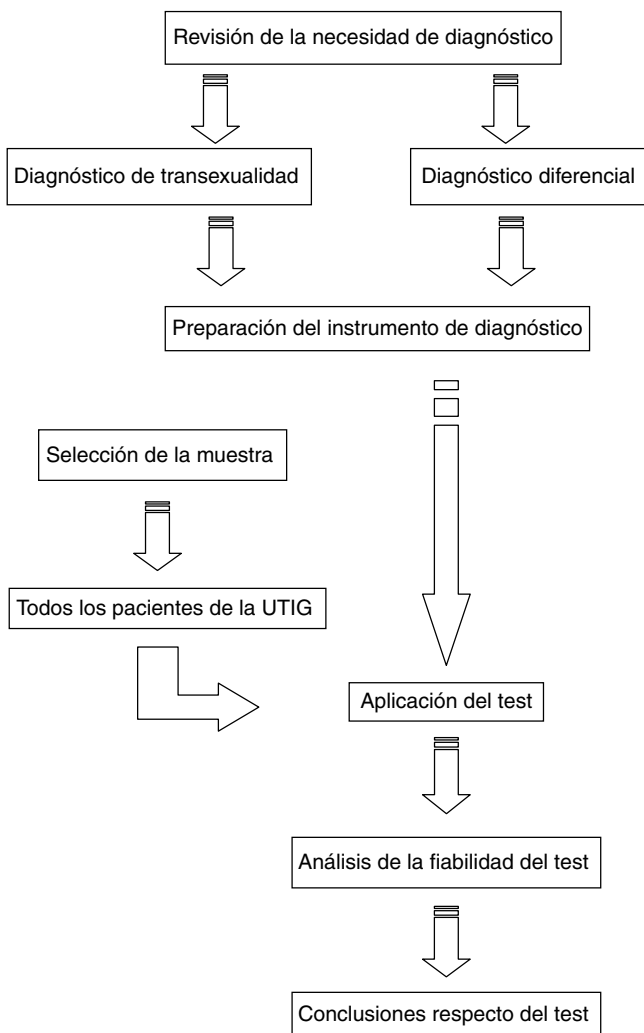 Revisión de la necesidad de diagnóstico
Diagnóstico de transexualidad
Diagnóstico diferencial
Preparación del instrumento de diagnóstico
Selección de la muestra
Todos los pacientes de la UTIG
Aplicación del test
Análisis de la fiabilidad del test
Conclusiones respecto del test